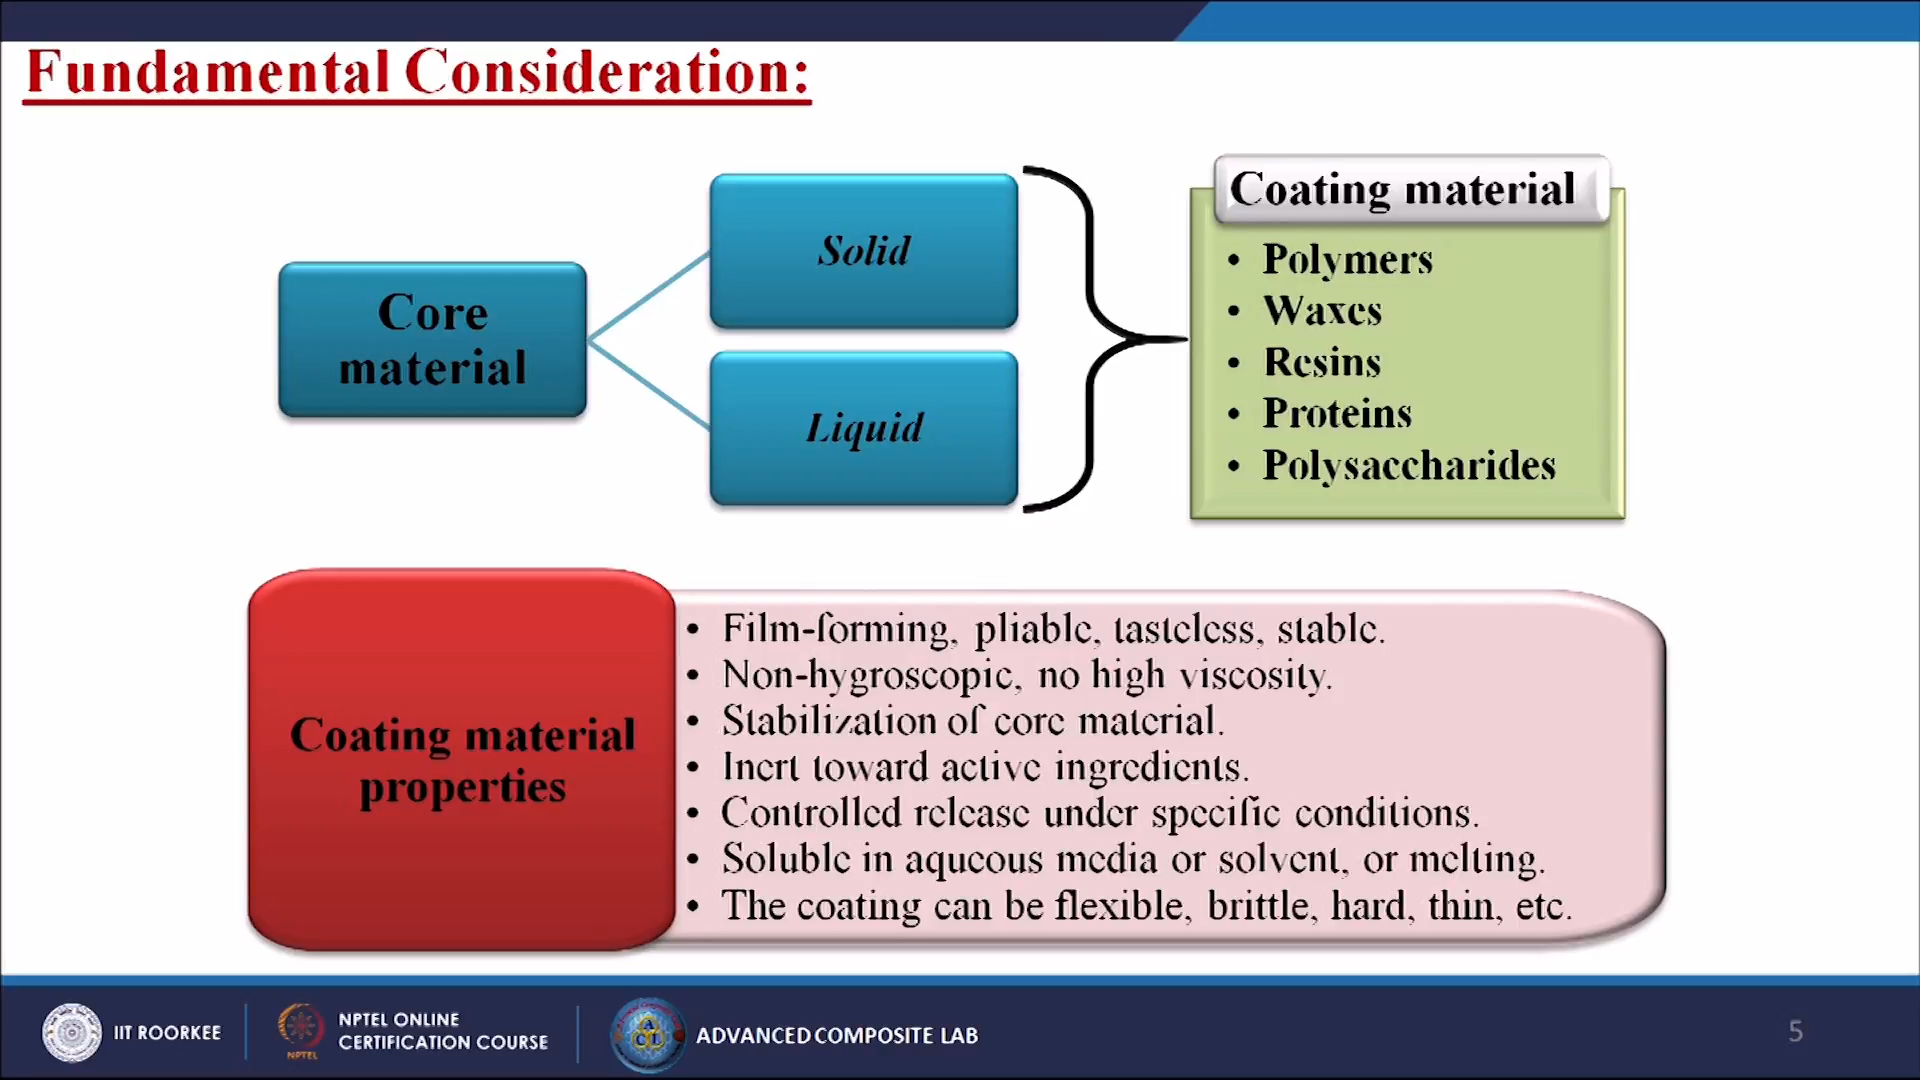 Fundamental Consideration:
Core
material
Solid
Liquid
Coating material
• Polymers
• Waxes
• Resins
• Proteins
• Polysaccharides
Coating material
properties
• Film-forming, pliable, tasteless, stable.
• Non-hygroscopic, no high viscosity.
• Stabilization of core material.
• Inert toward active ingredients.
• Controlled release under specific conditions.
• Soluble in aqueous media or solvent, or melting.
• The coating can be flexible, brittle, hard, thin, etc.
IIT ROORKEE
NPTEL
NPTEL ONLINE
CERTIFICATION COURSE
ACL
ADVANCED COMPOSITE LAB
5